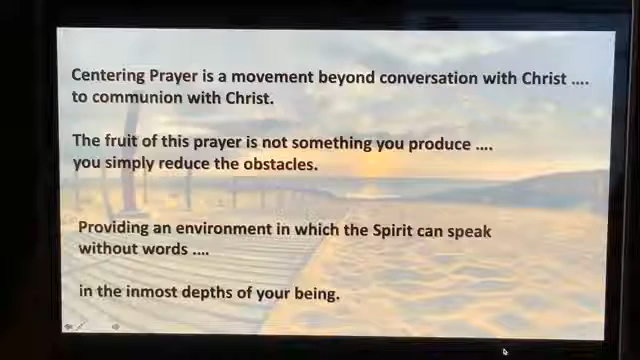 Centering Prayer is a movement beyond conversation with Christ ....
to communion with Christ.
The fruit of this prayer is not something you produce ....
you simply reduce the obstacles.
Providing an environment in which the Spirit can speak
without words ....
in the inmost depths of your being.